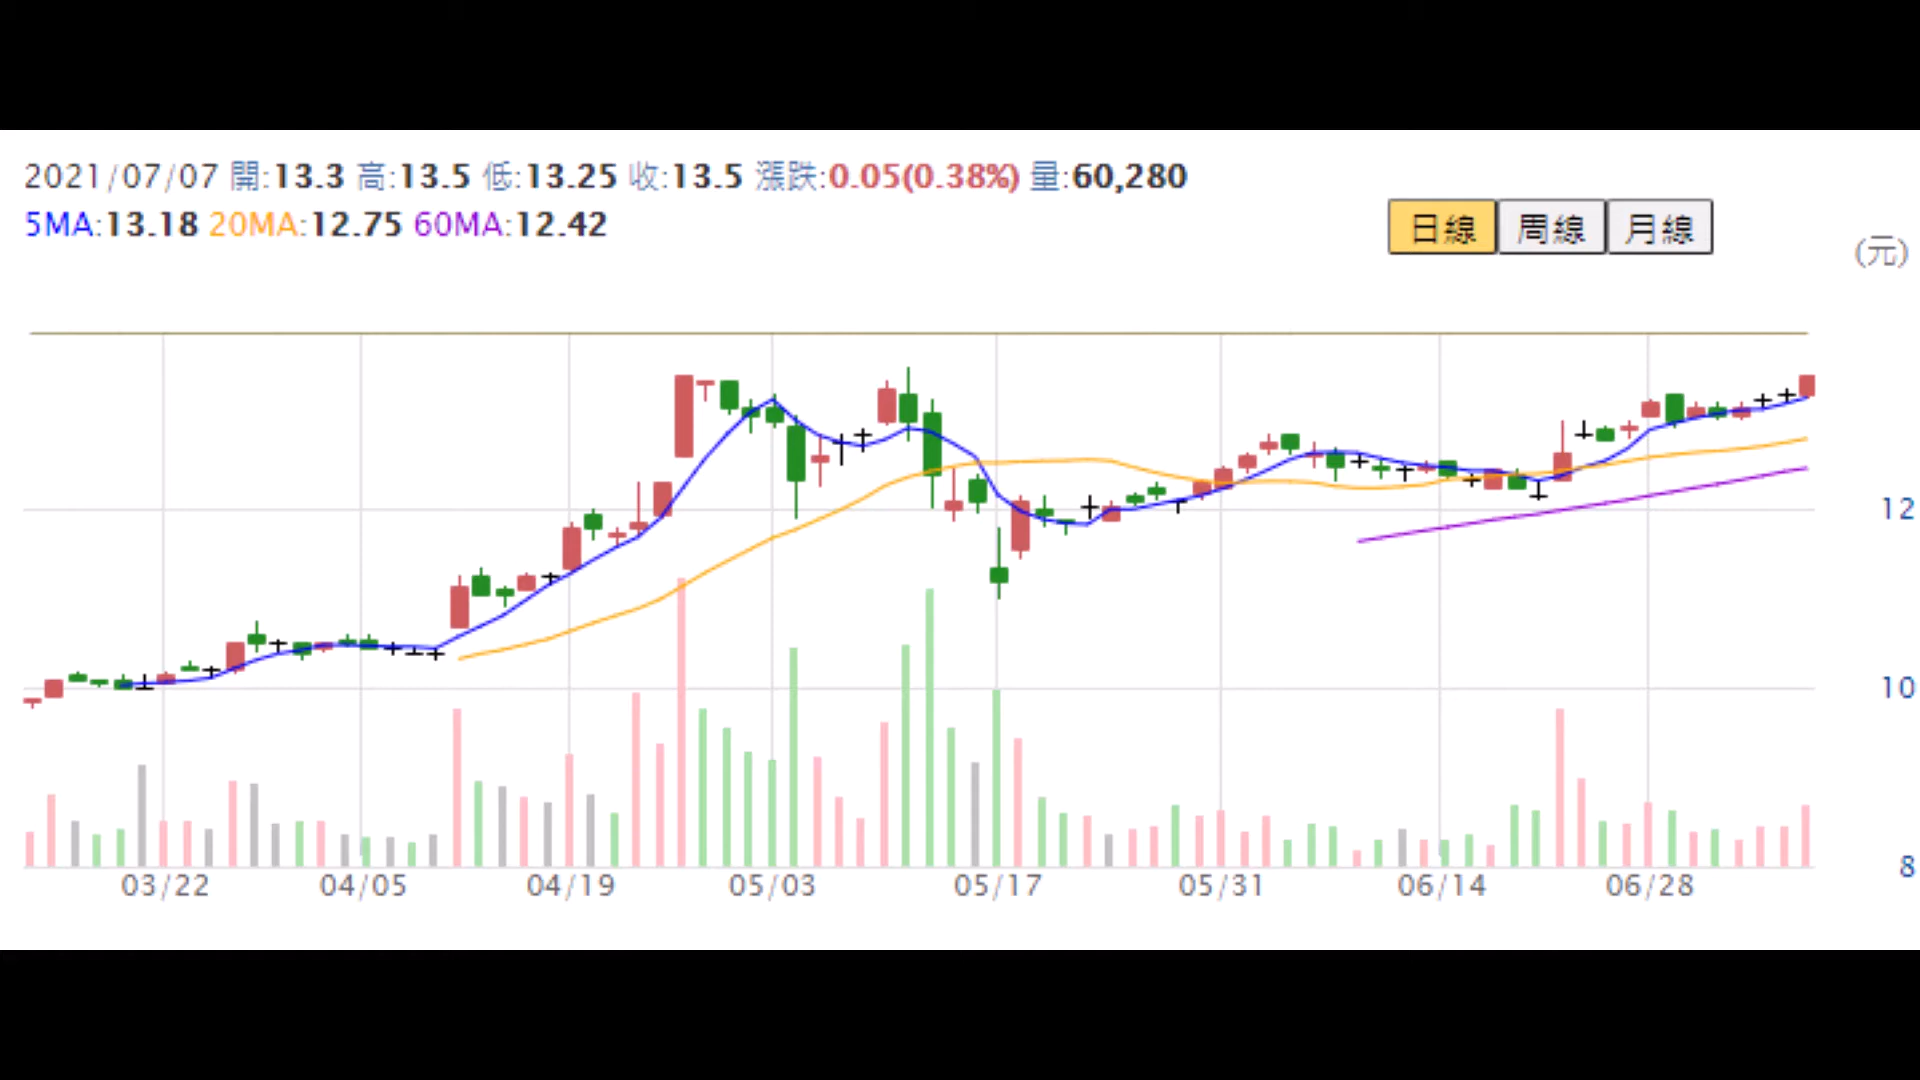 2021/07/07 開:13.3 高:13.5 低:13.25 收:13.5 漲跌:0.05(0.38%) 量:60,280
5MA:13.18 20MA:12.75 60MA:12.42
日線 周線 月線
(元)
12
10
8
03/22 04/05 04/19 05/03 05/17 05/31 06/14 06/28